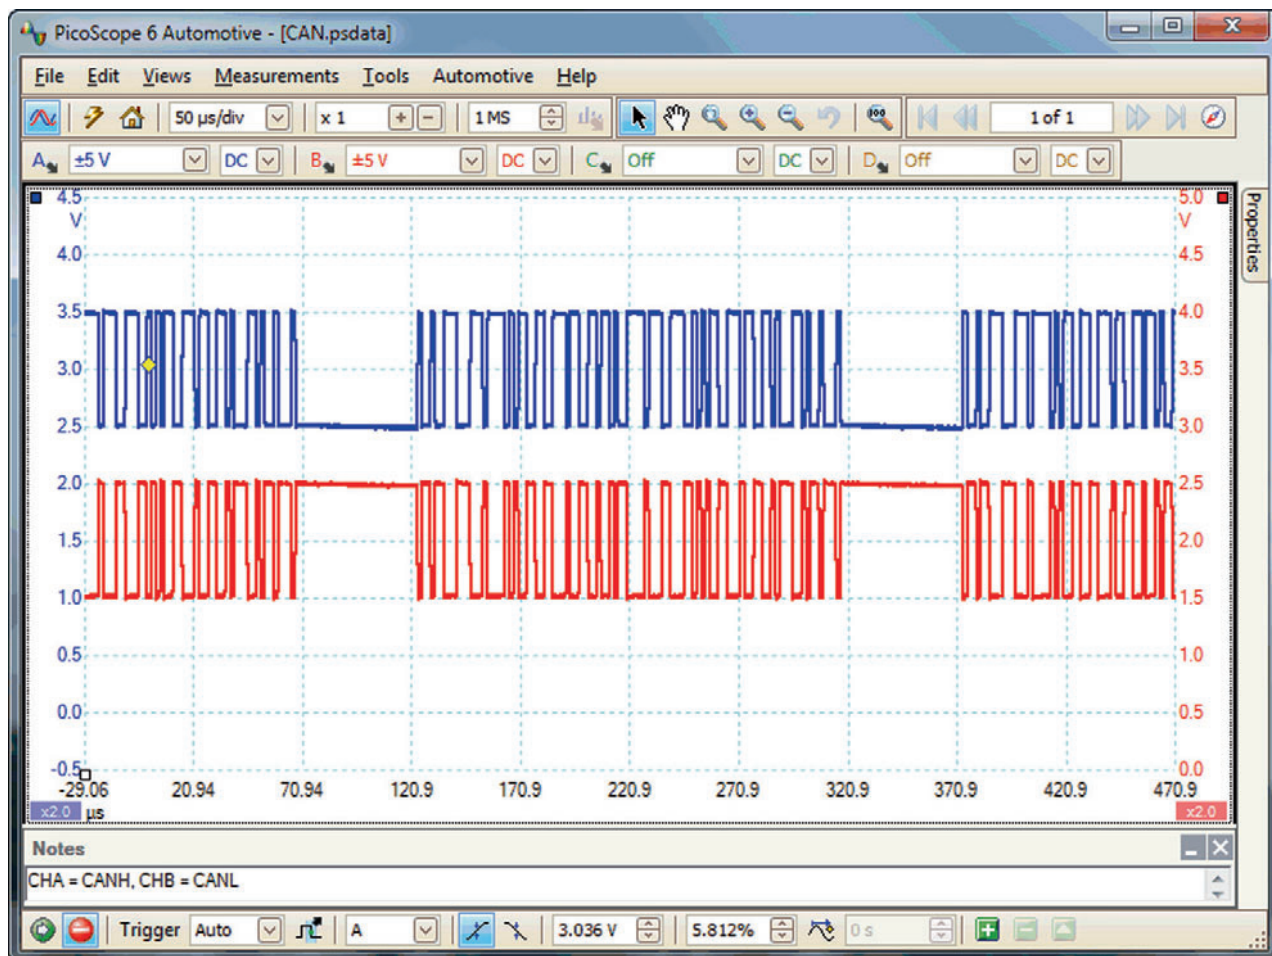 PicoScope 6 Automotive - [CAN.psdata]
File Edit Views Measurements Tools Automotive Help
50 µs/div x 1 + - 1 MS 100 1 of 1
A ±5 V DC B ±5 V DC C Off DC D Off DC
4.5 5.0
V V
4.0 4.5
3.5 4.0
3.0 3.5
2.5 3.0
2.0 2.5
1.5 2.0
1.0 1.5
0.5 1.0
0.0 0.5
-0.5 0.0
-29.06 20.94 70.94 120.9 170.9 220.9 270.9 320.9 370.9 420.9 470.9
x2.0 µs x2.0
Properties
Notes
CHA = CANH, CHB = CANL
Trigger Auto A 3.036 V 5.812% 0 s